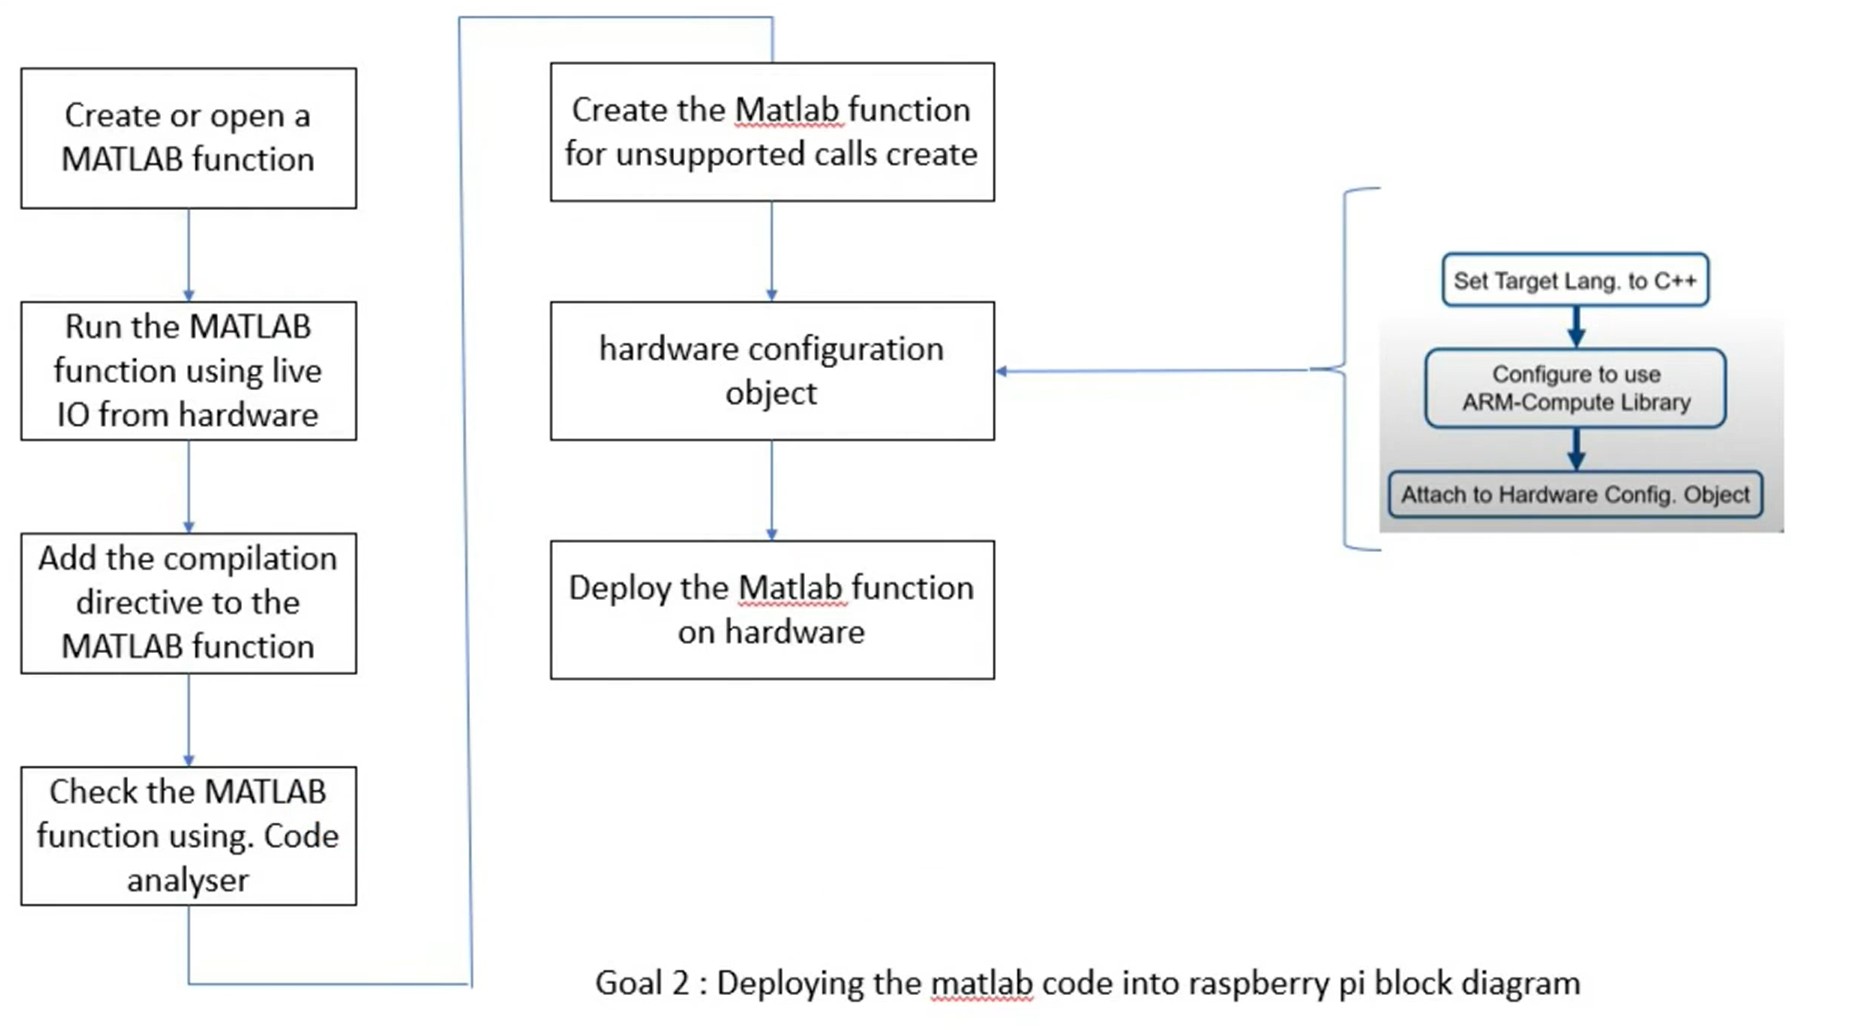 Create or open a
MATLAB function
Run the MATLAB
function using live
IO from hardware
Add the compilation
directive to the
MATLAB function
Check the MATLAB
function using. Code
analyser
Create the Matlab function
for unsupported calls create
hardware configuration
object
Deploy the Matlab function
on hardware
Set Target Lang. to C++
Configure to use
ARM-Compute Library
Attach to Hardware Config. Object
Goal 2 : Deploying the matlab code into raspberry pi block diagram